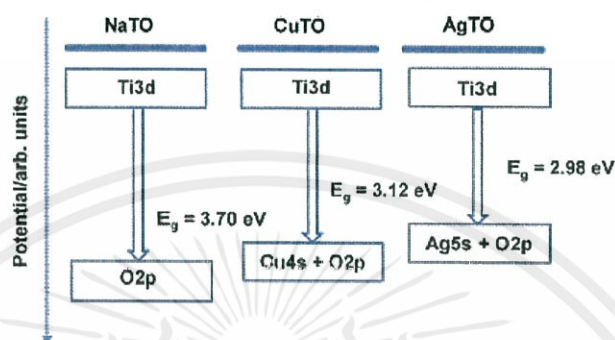 NaTO CuTO AgTO
Ti3d Ti3d Ti3d
Potential/arb. units
E_g = 3.70 eV
E_g = 3.12 eV
E_g = 2.98 eV
O2p
Cu4s + O2p
Ag5s + O2p